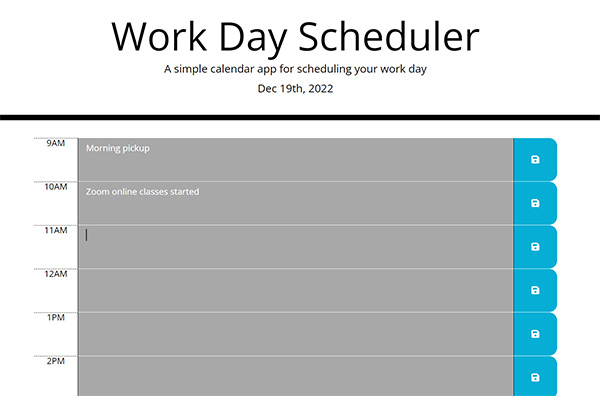 Work Day Scheduler
A simple calendar app for scheduling your work day
Dec 19th, 2022
9AM
Morning pickup
10AM
Zoom online classes started
11AM
12AM
1PM
2PM